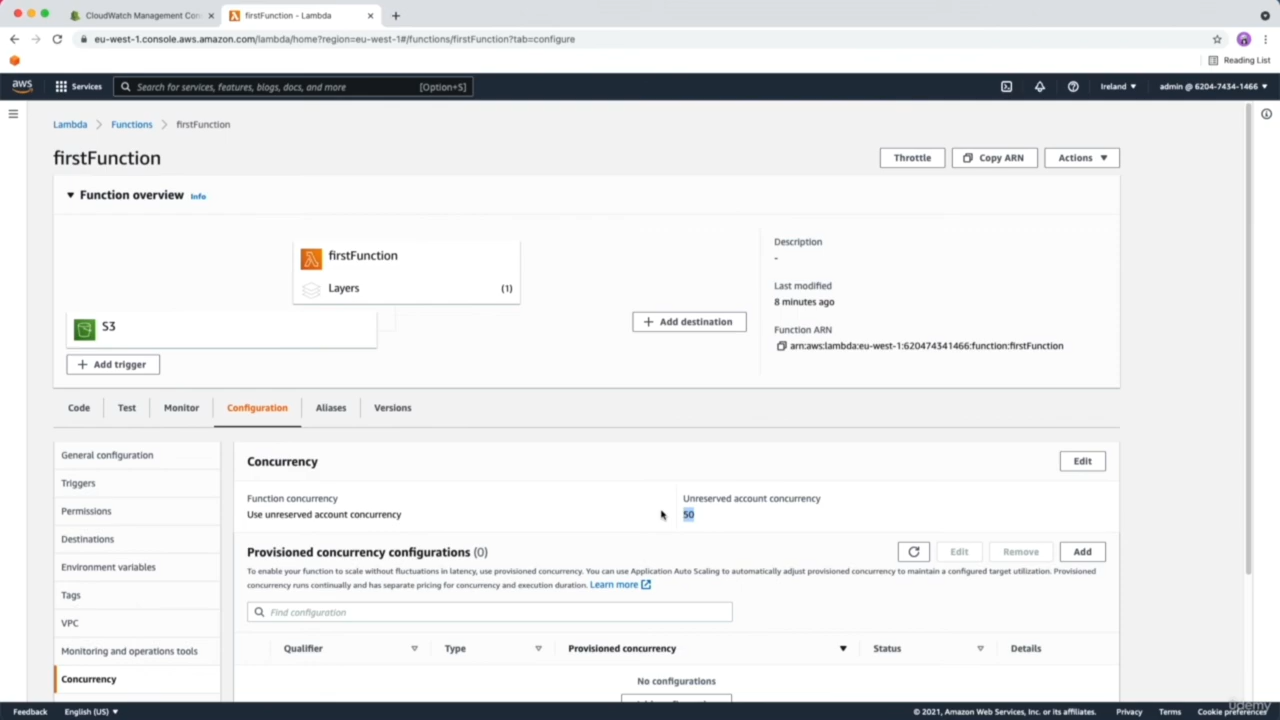 CloudWatch Management Con
firstFunction - Lambda
eu-west-1.console.aws.amazon.com/lambda/home?region=eu-west-1#/functions/firstFunction?tab=configure
Reading List
aws
Services
Search for services, features, blogs, docs, and more
[Option+S]
Ireland ▼
admin @ 6204-7434-1466 ▼
Lambda > Functions > firstFunction
firstFunction
Throttle
Copy ARN
Actions ▼
▼ Function overview Info
firstFunction
Layers (1)
S3
+ Add trigger
+ Add destination
Description
-
Last modified
8 minutes ago
Function ARN
arn:aws:lambda:eu-west-1:620474341466:function:firstFunction
Code
Test
Monitor
Configuration
Aliases
Versions
General configuration
Triggers
Permissions
Destinations
Environment variables
Tags
VPC
Monitoring and operations tools
Concurrency
Concurrency
Edit
Function concurrency
Use unreserved account concurrency
Unreserved account concurrency
50
Provisioned concurrency configurations (0)
Edit
Remove
Add
To enable your function to scale without fluctuations in latency, use provisioned concurrency. You can use Application Auto Scaling to automatically adjust provisioned concurrency to maintain a configured target utilization. Provisioned
concurrency runs continually and has separate pricing for concurrency and execution duration. Learn more
Find configuration
Qualifier
Type
Provisioned concurrency
Status
Details
No configurations
Feedback
English (US) ▼
© 2021, Amazon Web Services, Inc. or its affiliates.
Privacy
Terms
Cookie preferences
udemy